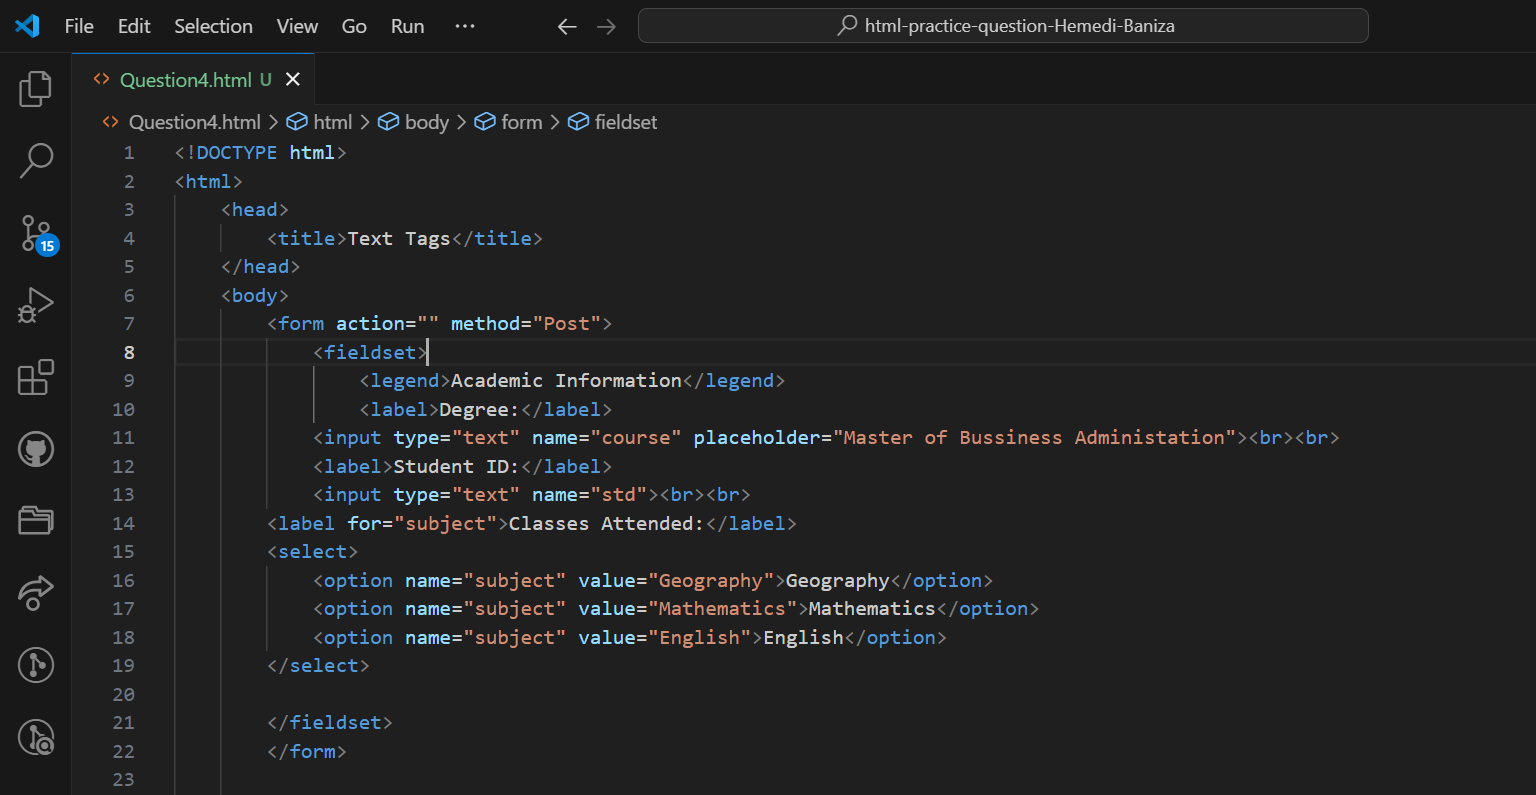 File Edit Selection View Go Run ··· html-practice-question-Hemedi-Baniza
Question4.html U
Question4.html > html > body > form > fieldset
15
1 <!DOCTYPE html>
2 <html>
3 <head>
4 <title>Text Tags</title>
5 </head>
6 <body>
7 <form action="" method="Post">
8 <fieldset>
9 <legend>Academic Information</legend>
10 <label>Degree:</label>
11 <input type="text" name="course" placeholder="Master of Bussiness Administation"><br><br>
12 <label>Student ID:</label>
13 <input type="text" name="std"><br><br>
14 <label for="subject">Classes Attended:</label>
15 <select>
16 <option name="subject" value="Geography">Geography</option>
17 <option name="subject" value="Mathematics">Mathematics</option>
18 <option name="subject" value="English">English</option>
19 </select>
20
21 </fieldset>
22 </form>
23